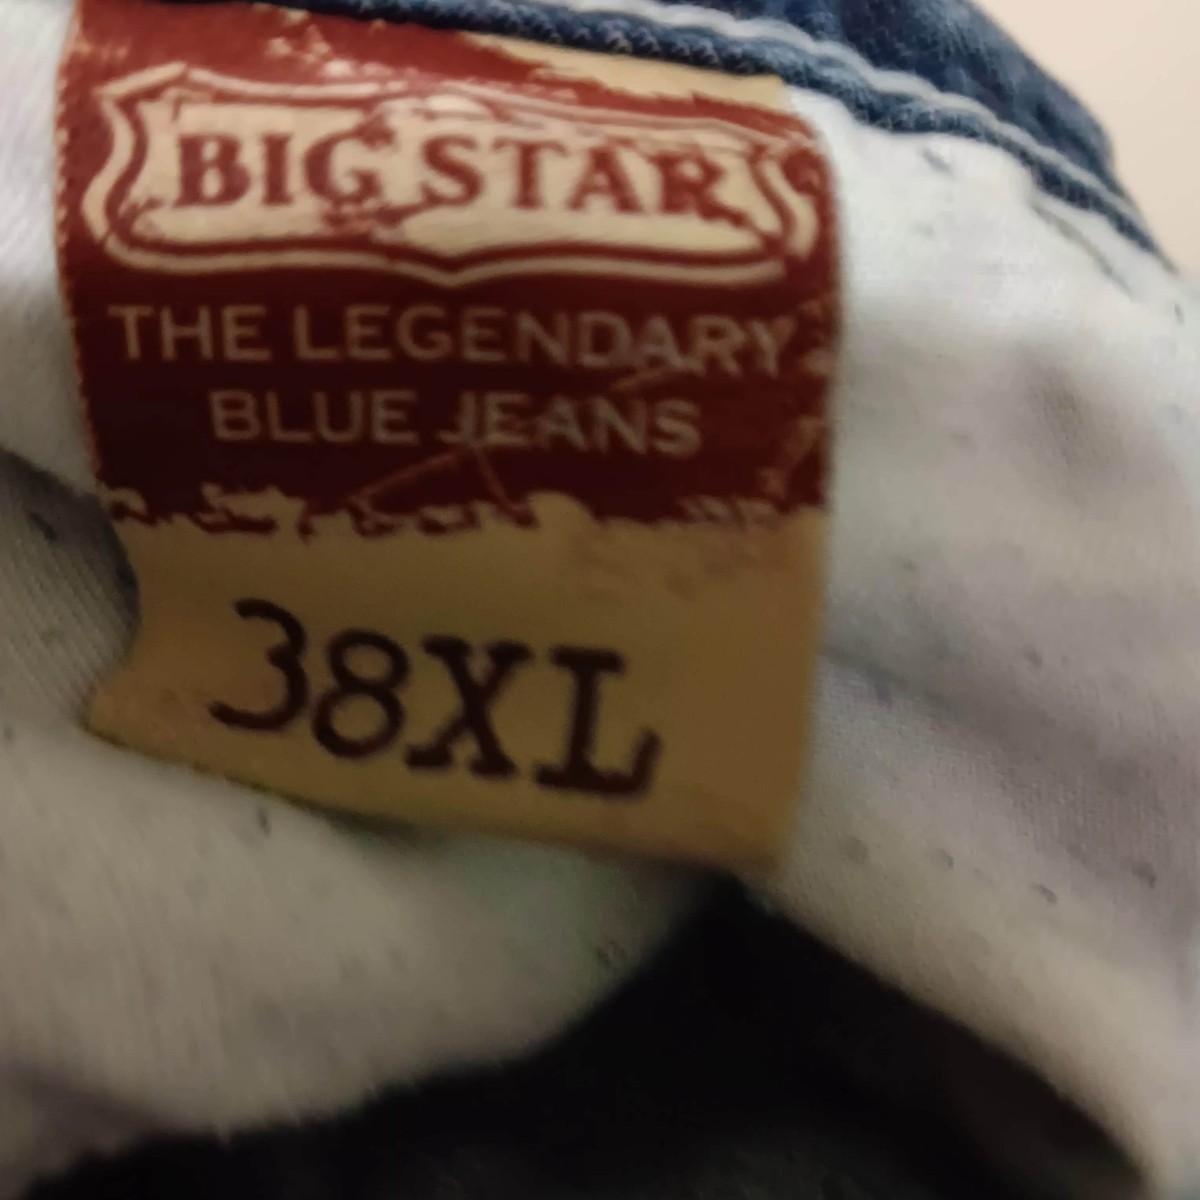 BIG STAR
THE LEGENDARY
BLUE JEANS
38XL